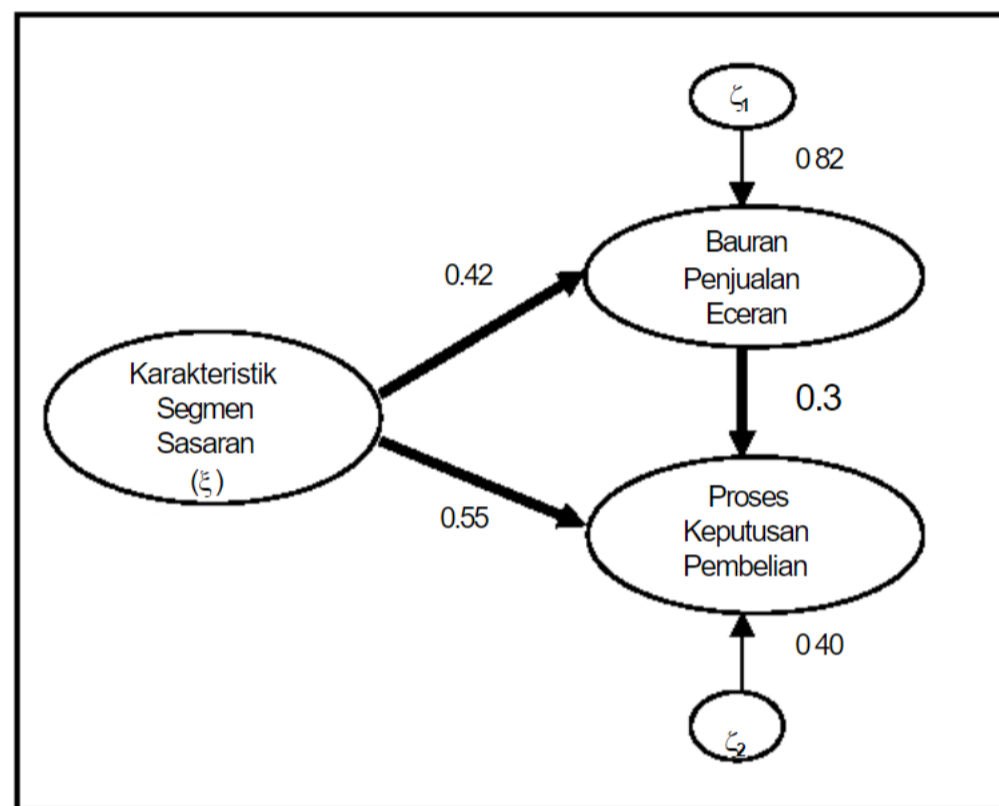 ζ1
0 82
Bauran
Penjualan
Eceran
0.42
Karakteristik
Segmen
Sasaran
(ξ)
0.3
0.55
Proses
Keputusan
Pembelian
0 40
ζ2